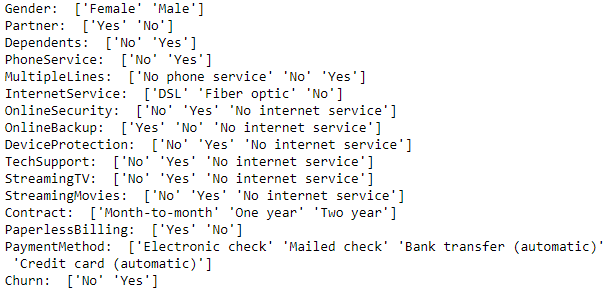 Gender:  ['Female' 'Male']
Partner:  ['Yes' 'No']
Dependents:  ['No' 'Yes']
PhoneService:  ['No' 'Yes']
MultipleLines:  ['No phone service' 'No' 'Yes']
InternetService:  ['DSL' 'Fiber optic' 'No']
OnlineSecurity:  ['No' 'Yes' 'No internet service']
OnlineBackup:  ['Yes' 'No' 'No internet service']
DeviceProtection:  ['No' 'Yes' 'No internet service']
TechSupport:  ['No' 'Yes' 'No internet service']
StreamingTV:  ['No' 'Yes' 'No internet service']
StreamingMovies:  ['No' 'Yes' 'No internet service']
Contract:  ['Month-to-month' 'One year' 'Two year']
PaperlessBilling:  ['Yes' 'No']
PaymentMethod:  ['Electronic check' 'Mailed check' 'Bank transfer (automatic)'
 'Credit card (automatic)']
Churn:  ['No' 'Yes']